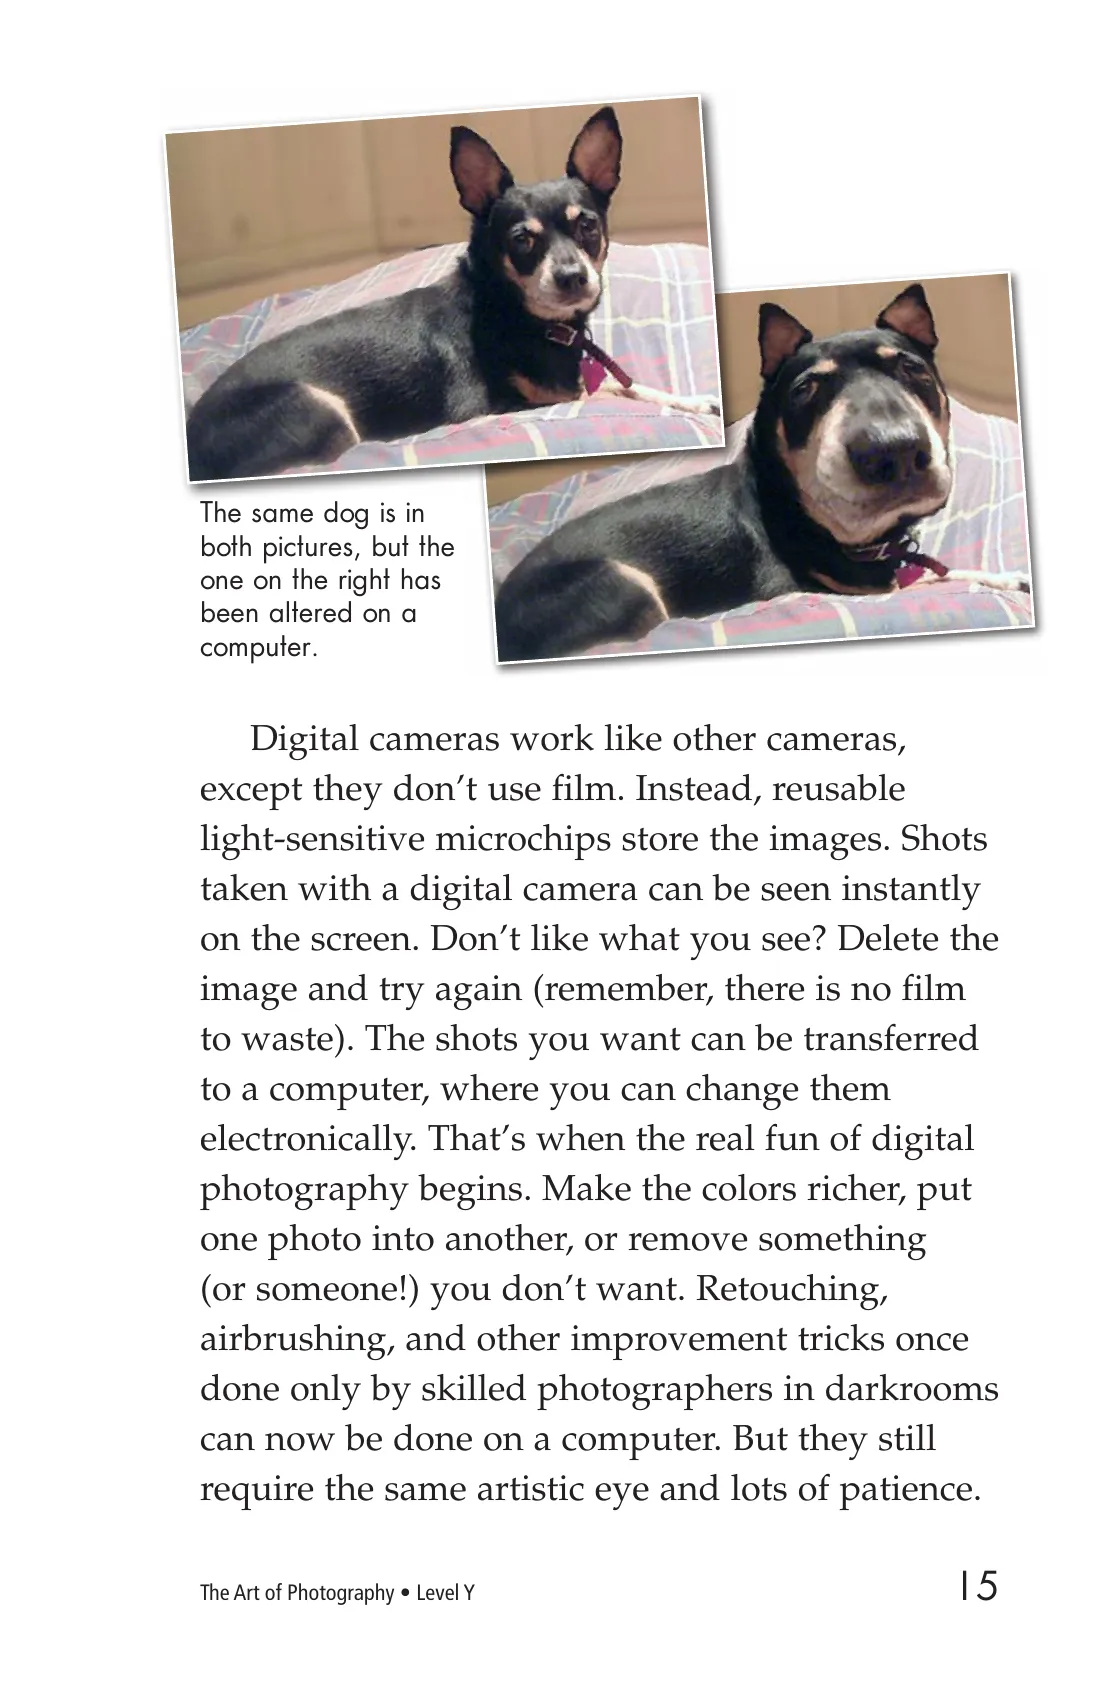 The same dog is in
both pictures, but the
one on the right has
been altered on a
computer.
Digital cameras work like other cameras,
except they don’t use film. Instead, reusable
light-sensitive microchips store the images. Shots
taken with a digital camera can be seen instantly
on the screen. Don’t like what you see? Delete the
image and try again (remember, there is no film
to waste). The shots you want can be transferred
to a computer, where you can change them
electronically. That’s when the real fun of digital
photography begins. Make the colors richer, put
one photo into another, or remove something
(or someone!) you don’t want. Retouching,
airbrushing, and other improvement tricks once
done only by skilled photographers in darkrooms
can now be done on a computer. But they still
require the same artistic eye and lots of patience.
The Art of Photography • Level Y
15